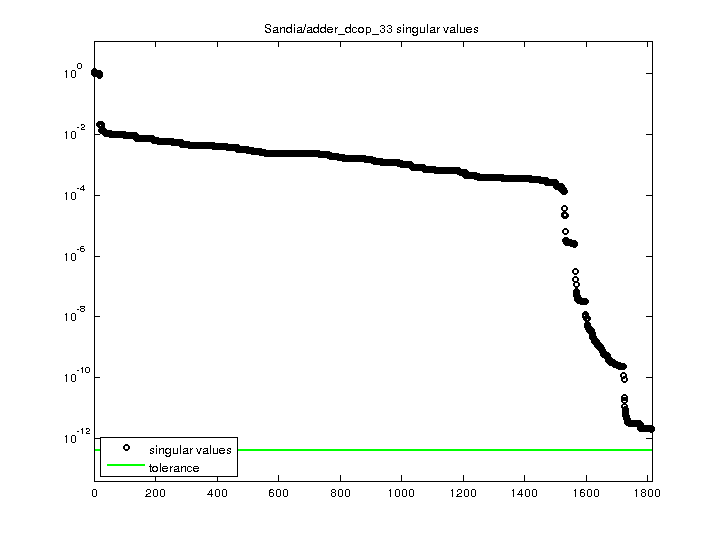 Sandia/adder_dcop_33 singular values
10^0
10^-2
10^-4
10^-6
10^-8
10^-10
10^-12
singular values
tolerance
0 200 400 600 800 1000 1200 1400 1600 1800